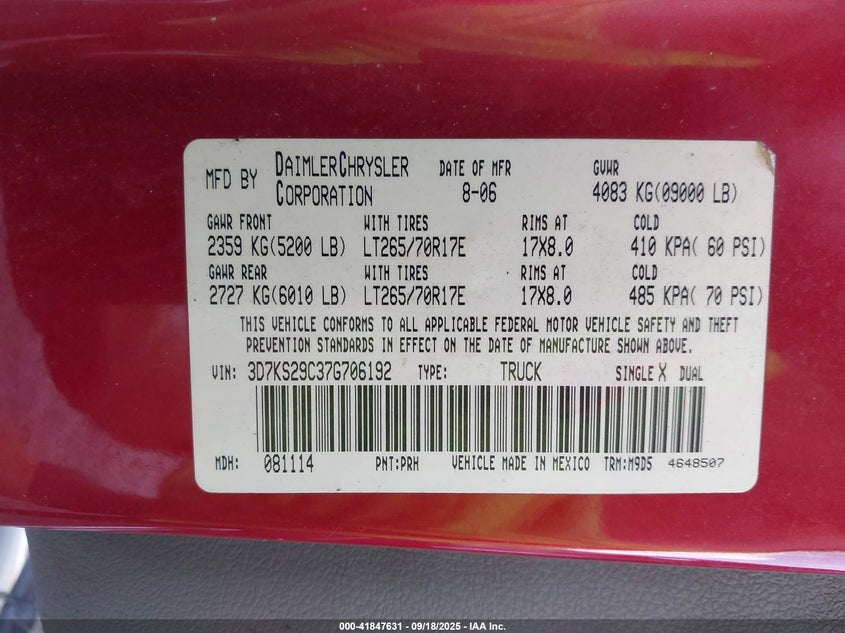 MFD BY DAIMLERCHRYSLER CORPORATION DATE OF MFR 8-06 GVWR 4083 KG(09000 LB)
GAWR FRONT WITH TIRES RIMS AT COLD
2359 KG(5200 LB) LT265/70R17E 17X8.0 410 KPA( 60 PSI)
GAWR REAR WITH TIRES RIMS AT COLD
2727 KG(6010 LB) LT265/70R17E 17X8.0 485 KPA( 70 PSI)
THIS VEHICLE CONFORMS TO ALL APPLICABLE FEDERAL MOTOR VEHICLE SAFETY AND THEFT
PREVENTION STANDARDS IN EFFECT ON THE DATE OF MANUFACTURE SHOWN ABOVE.
VIN: 3D7KS29C37G706192 TYPE: TRUCK SINGLE X DUAL
MDH: 081114 PNT:PRH VEHICLE MADE IN MEXICO TRM:M9D5 4648507
000-41847631 - 09/18/2025 - IAA Inc.